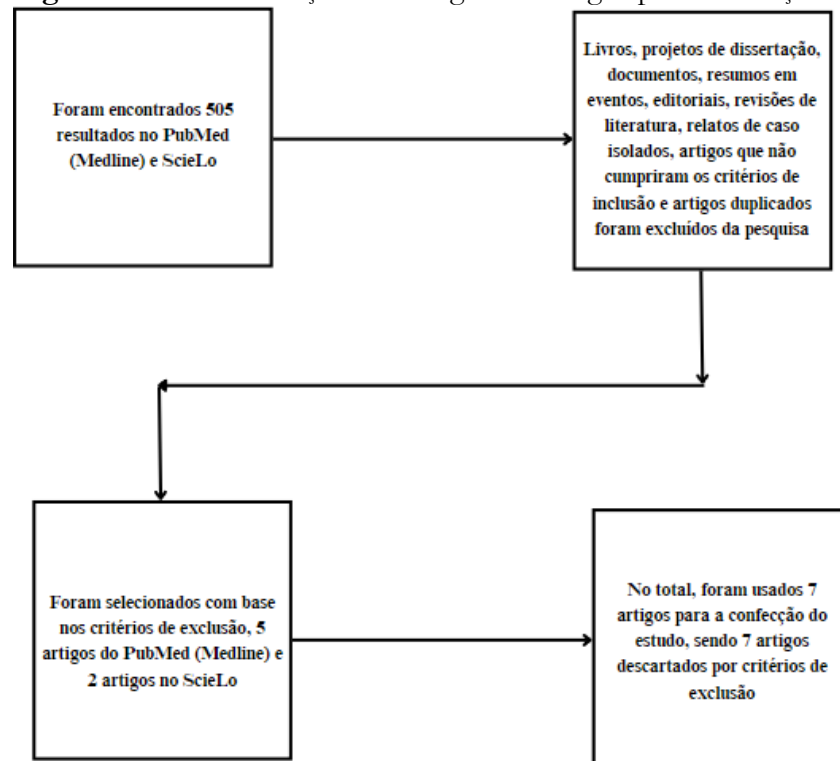 Foram encontrados 505
resultados no PubMed
(Medline) e ScieLo
Livros, projetos de dissertação,
documentos, resumos em
eventos, editoriais, revisões de
literatura, relatos de caso
isolados, artigos que não
cumpriram os critérios de
inclusão e artigos duplicados
foram excluídos da pesquisa
Foram selecionados com base
nos critérios de exclusão, 5
artigos do PubMed (Medline) e
2 artigos no ScieLo
No total, foram usados 7
artigos para a confecção do
estudo, sendo 7 artigos
descartados por critérios de
exclusão